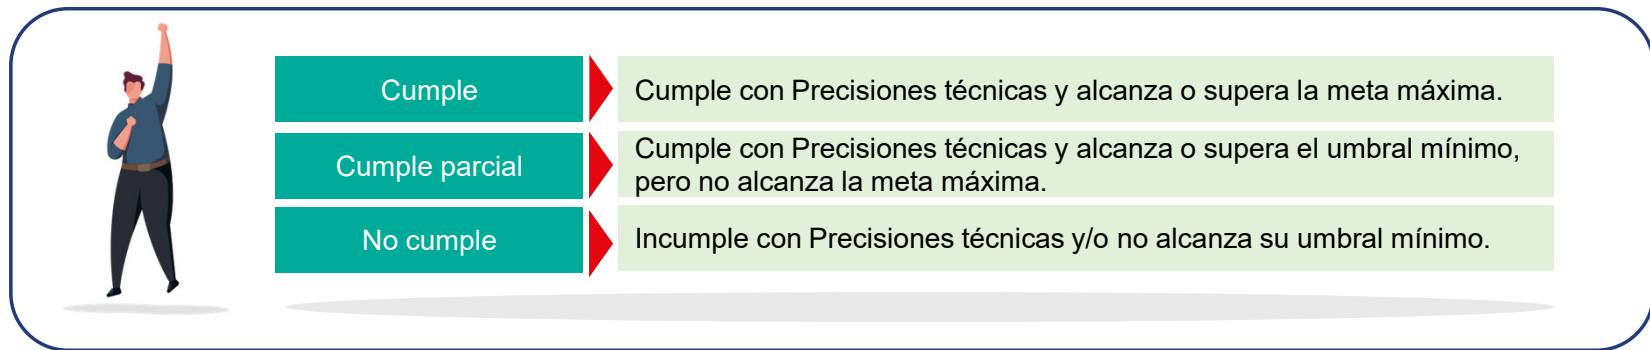 Cumple
Cumple con Precisiones técnicas y alcanza o supera la meta máxima.
Cumple parcial
Cumple con Precisiones técnicas y alcanza o supera el umbral mínimo,
pero no alcanza la meta máxima.
No cumple
Incumple con Precisiones técnicas y/o no alcanza su umbral mínimo.